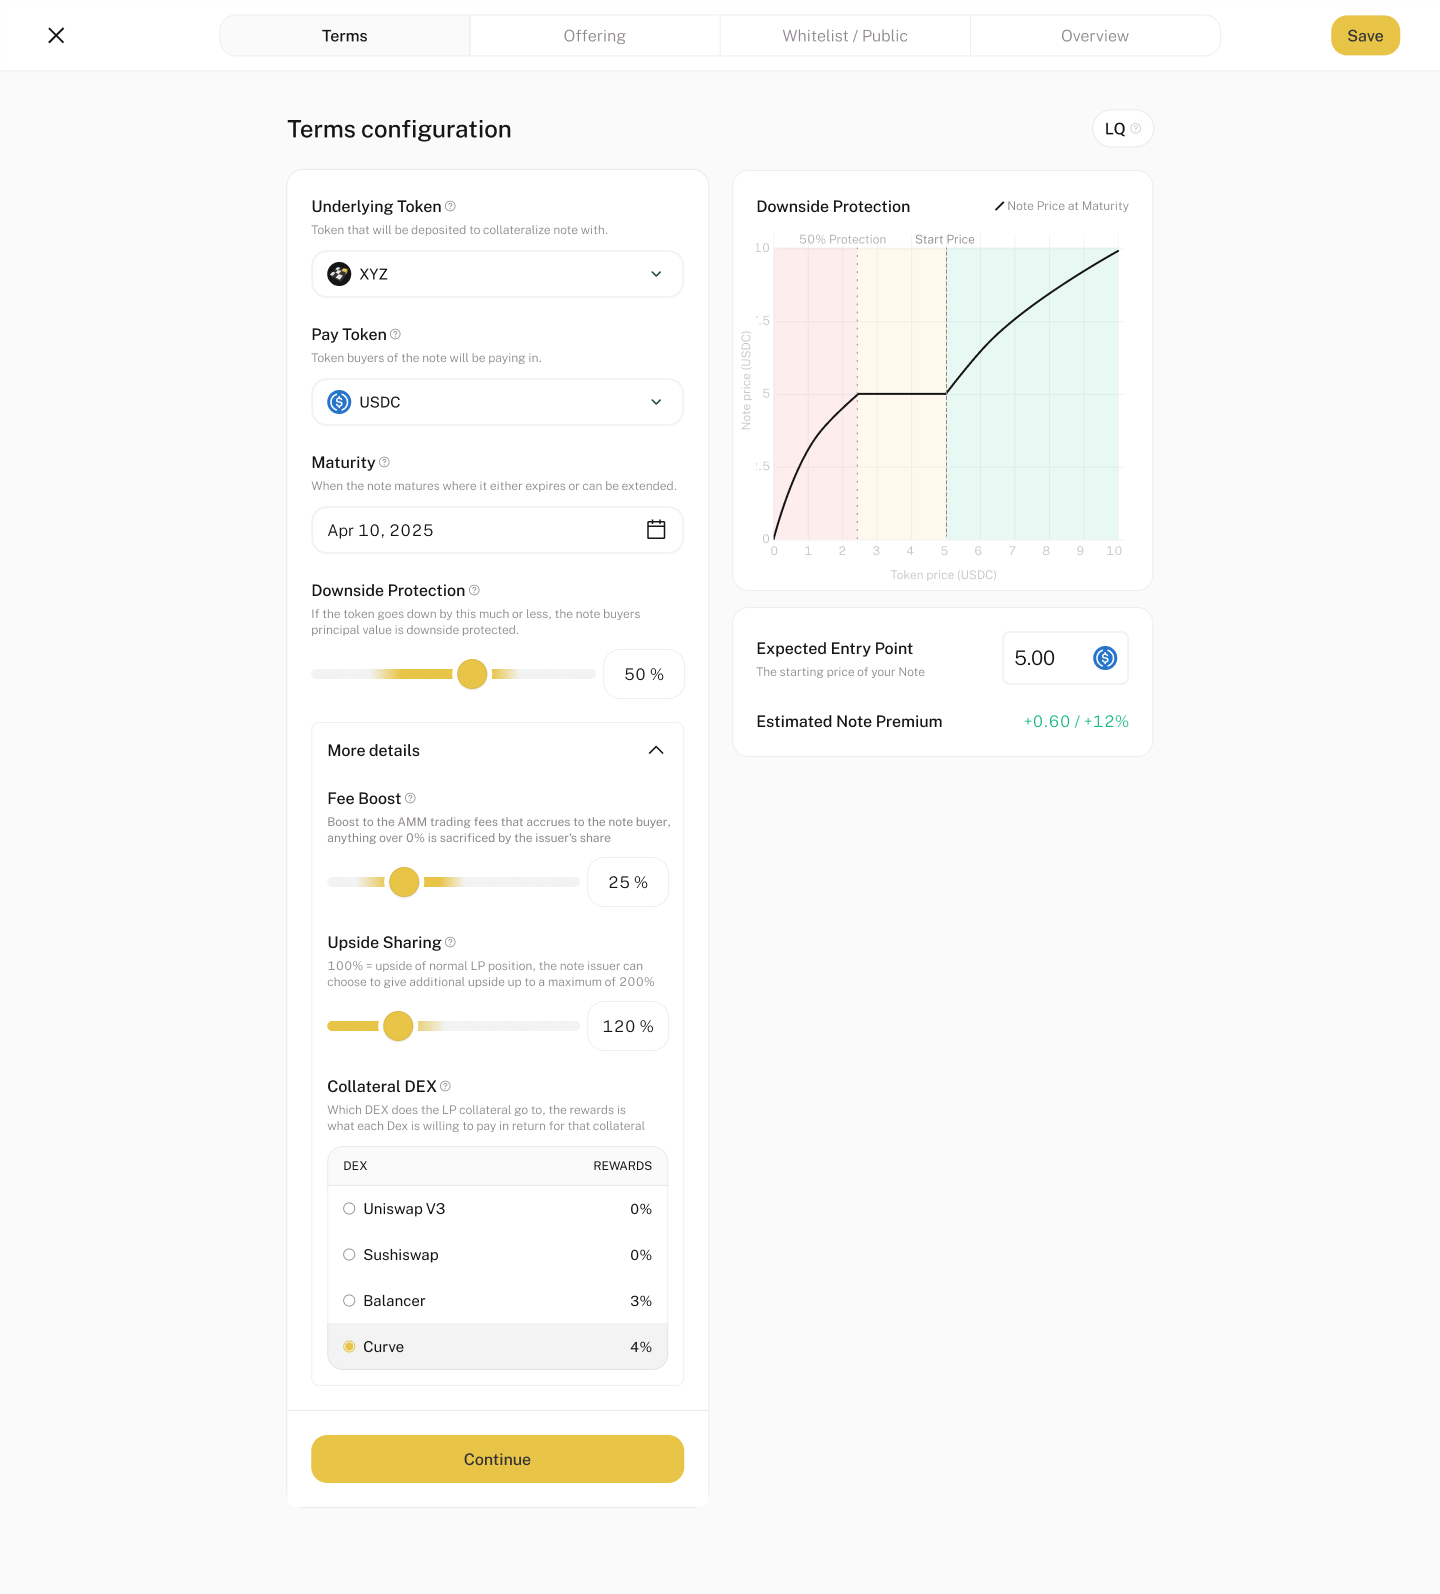 Terms
Offering
Whitelist / Public
Overview
Save
Terms configuration
LQ
Underlying Token
Token that will be deposited to collateralize note with.
XYZ
Pay Token
Token buyers of the note will be paying in.
USDC
Maturity
When the note matures where it either expires or can be extended.
Apr 10, 2025
Downside Protection
If the token goes down by this much or less, the note buyers
principal value is downside protected.
50 %
More details
Fee Boost
Boost to the AMM trading fees that accrues to the note buyer,
anything over 0% is sacrificed by the issuer's share
25 %
Upside Sharing
100% = upside of normal LP position, the note issuer can
choose to give additional upside up to a maximum of 200%
120 %
Collateral DEX
Which DEX does the LP collateral go to, the rewards is
what each Dex is willing to pay in return for that collateral
DEX REWARDS
Uniswap V3 0%
Sushiswap 0%
Balancer 3%
Curve 4%
Continue
Downside Protection
Note Price at Maturity
50% Protection
Start Price
10
.5
5
.5
0
Note price (USDC)
0 1 2 3 4 5 6 7 8 9 10
Token price (USDC)
Expected Entry Point
The starting price of your Note
5.00
Estimated Note Premium
+0.60 / +12%